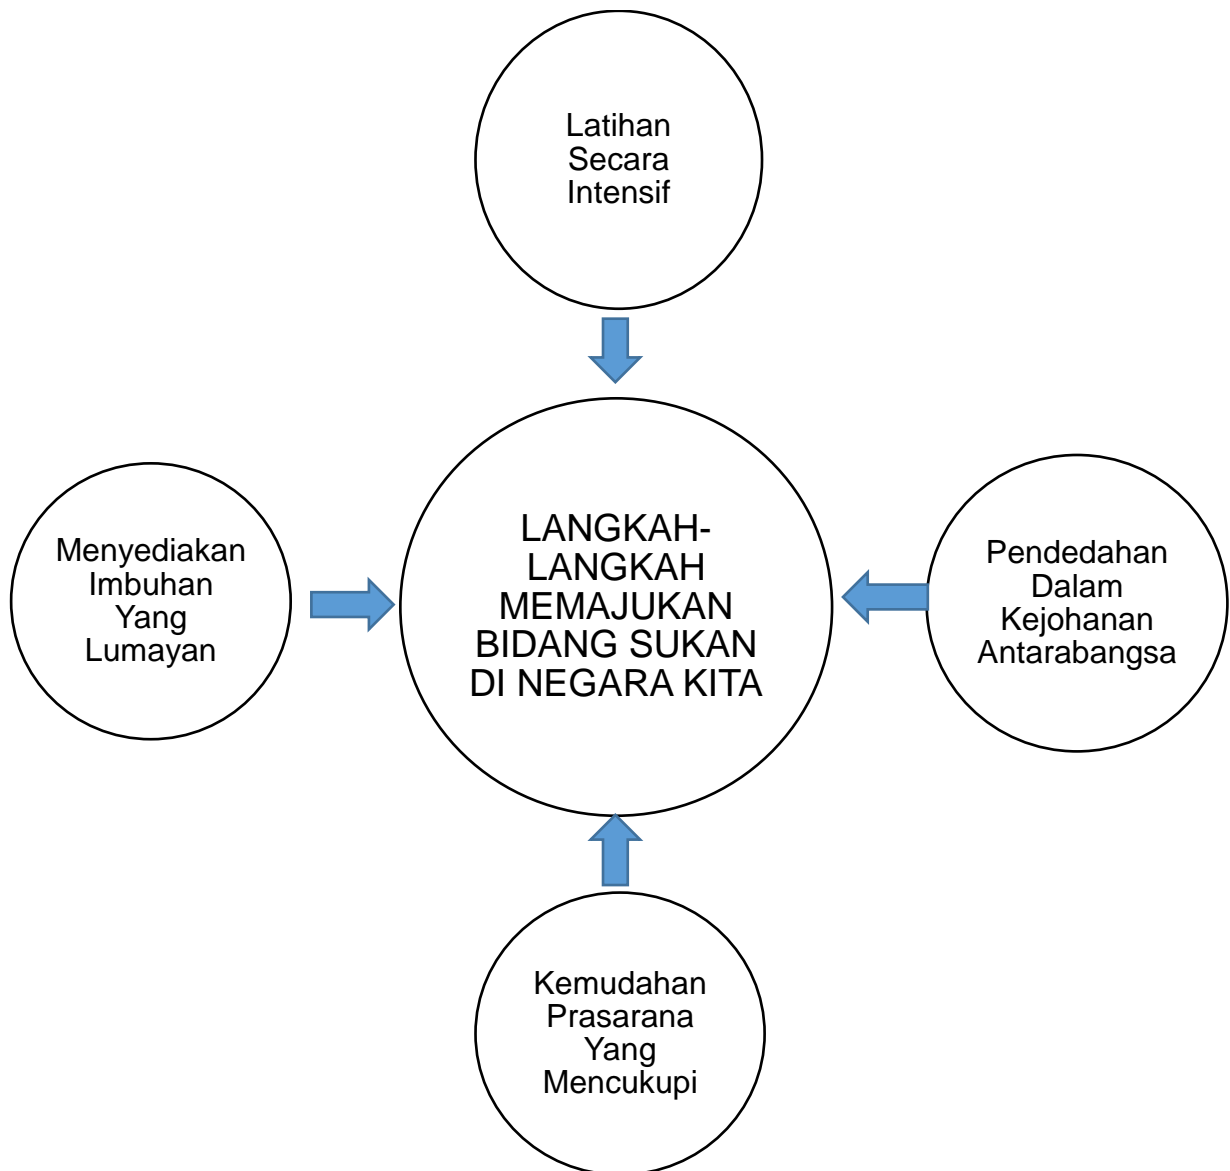 Latihan
Secara
Intensif
Menyediakan
Imbuhan
Yang
Lumayan
LANGKAH-
LANGKAH
MEMAJUKAN
BIDANG SUKAN
DI NEGARA KITA
Pendedahan
Dalam
Kejohanan
Antarabangsa
Kemudahan
Prasarana
Yang
Mencukupi